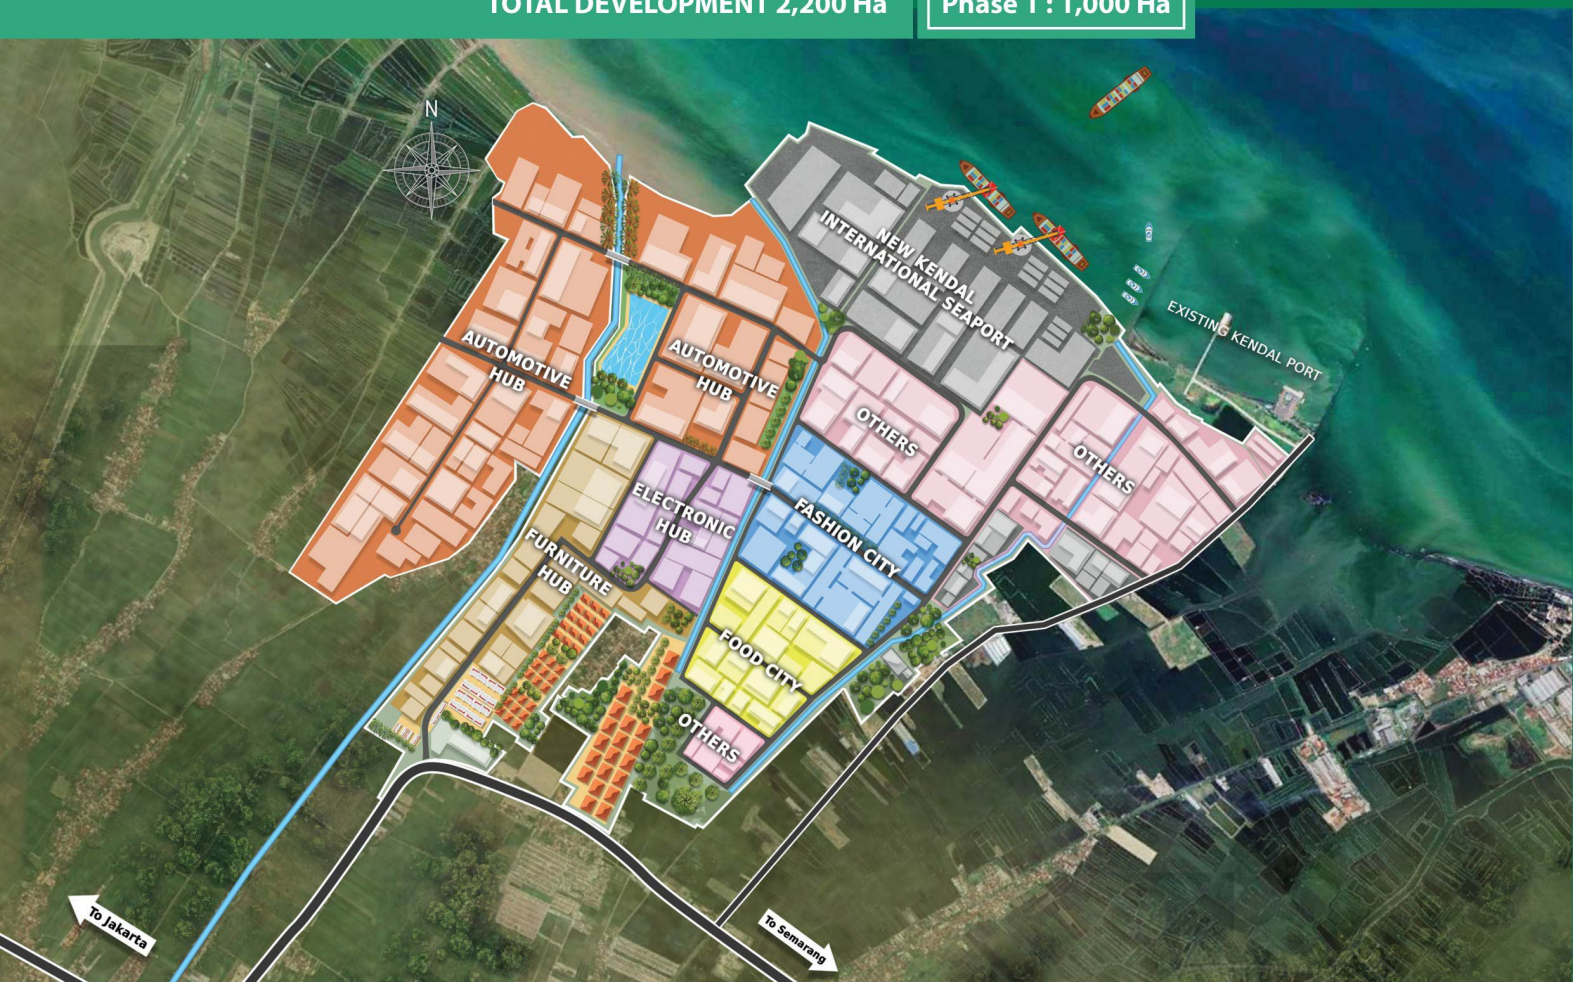 TOTAL DEVELOPMENT 2,200 Ha
Phase 1 : 1,000 Ha
N
NEW KENDAL
INTERNATIONAL SEAPORT
EXISTING KENDAL PORT
AUTOMOTIVE
HUB
AUTOMOTIVE
HUB
OTHERS
OTHERS
ELECTRONIC
HUB
FASHION CITY
FURNITURE
HUB
FOOD CITY
OTHERS
To Jakarta
To Semarang